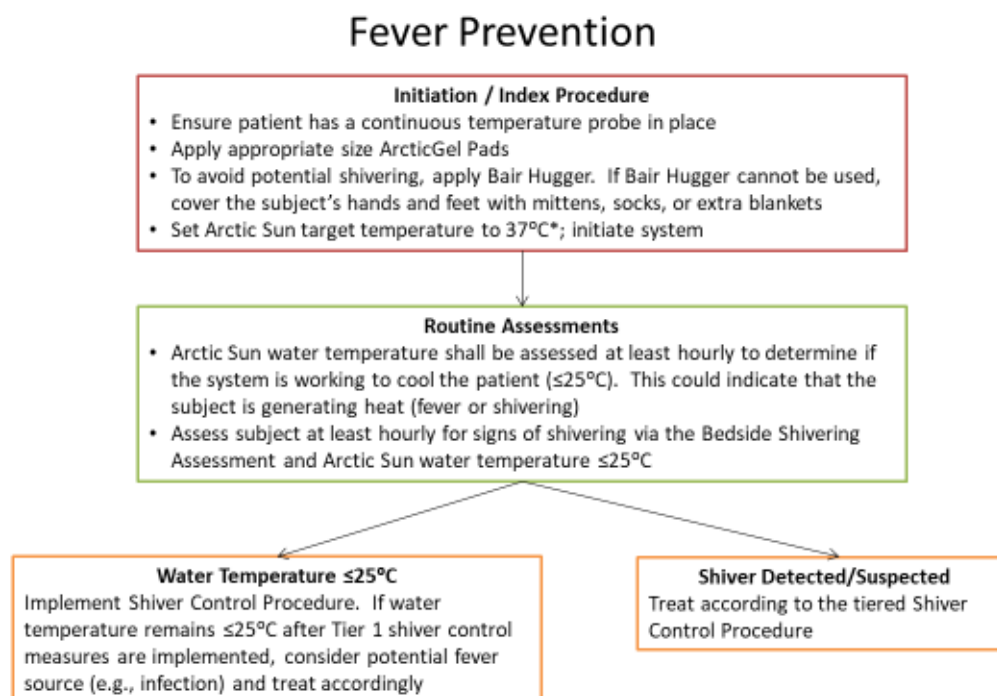 Fever Prevention
Initiation / Index Procedure
• Ensure patient has a continuous temperature probe in place
• Apply appropriate size ArcticGel Pads
• To avoid potential shivering, apply Bair Hugger. If Bair Hugger cannot be used,
cover the subject's hands and feet with mittens, socks, or extra blankets
• Set Arctic Sun target temperature to 37°C*; initiate system
Routine Assessments
• Arctic Sun water temperature shall be assessed at least hourly to determine if
the system is working to cool the patient (≤25°C). This could indicate that the
subject is generating heat (fever or shivering)
• Assess subject at least hourly for signs of shivering via the Bedside Shivering
Assessment and Arctic Sun water temperature ≤25°C
Water Temperature ≤25°C
Implement Shiver Control Procedure. If water
temperature remains ≤25°C after Tier 1 shiver control
measures are implemented, consider potential fever
source (e.g., infection) and treat accordingly
Shiver Detected/Suspected
Treat according to the tiered Shiver
Control Procedure